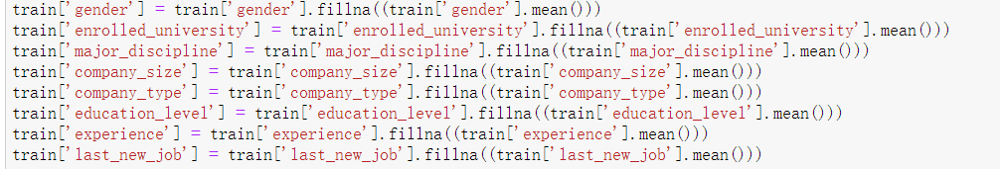 train['gender'] = train['gender'].fillna((train['gender'].mean()))
train['enrolled_university'] = train['enrolled_university'].fillna((train['enrolled_university'].mean()))
train['major_discipline'] = train['major_discipline'].fillna((train['major_discipline'].mean()))
train['company_size'] = train['company_size'].fillna((train['company_size'].mean()))
train['company_type'] = train['company_type'].fillna((train['company_type'].mean()))
train['education_level'] = train['education_level'].fillna((train['education_level'].mean()))
train['experience'] = train['experience'].fillna((train['experience'].mean()))
train['last_new_job'] = train['last_new_job'].fillna((train['last_new_job'].mean()))